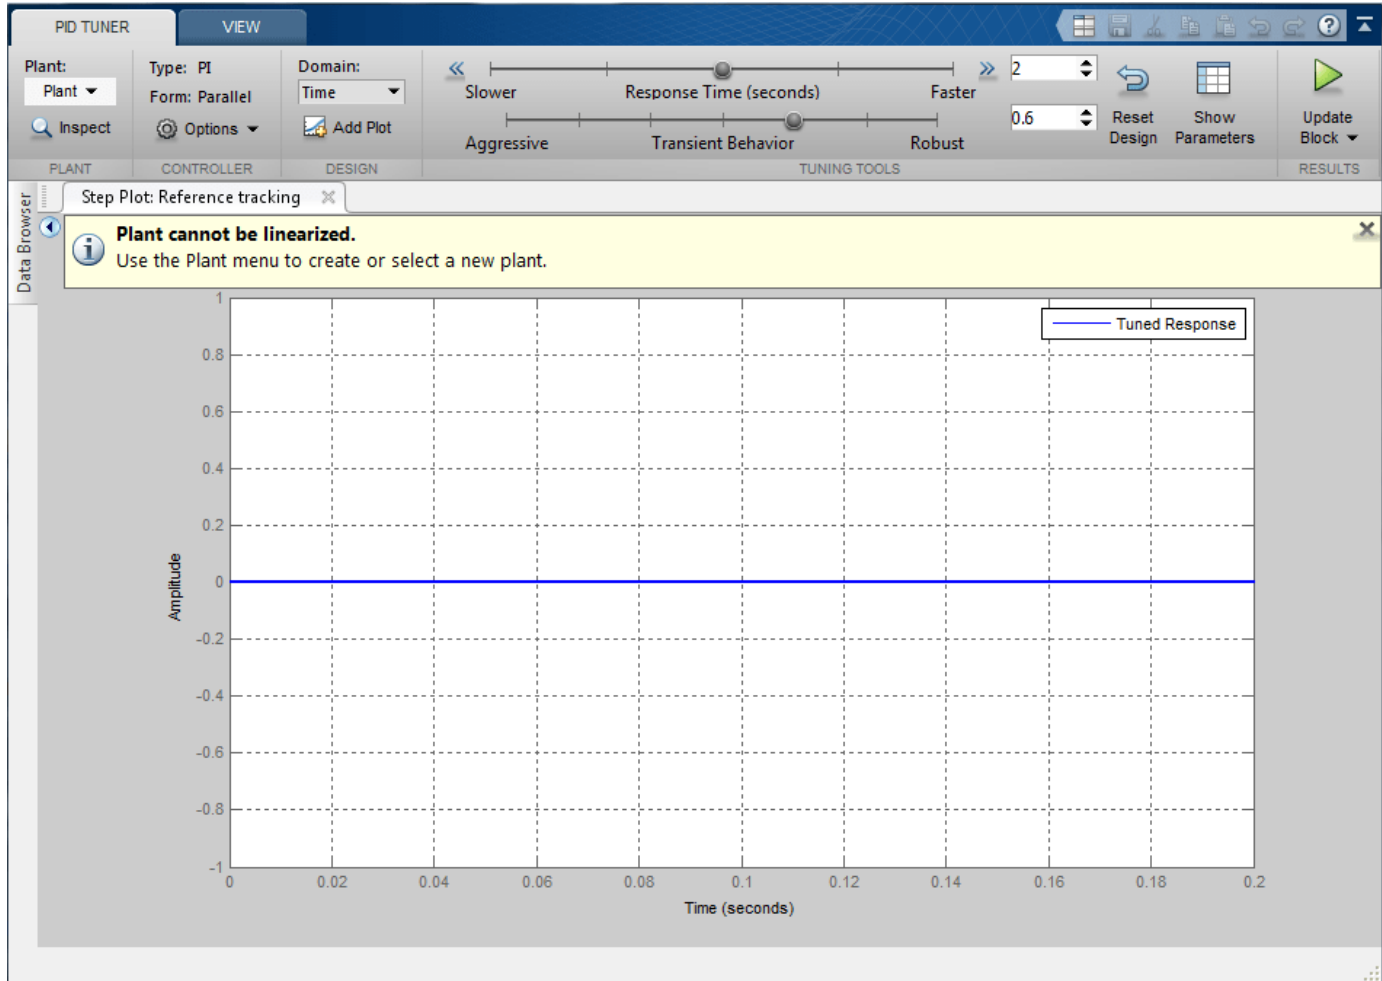 PID TUNER
VIEW
Plant:
Plant
Inspect
PLANT
Type: PI
Form: Parallel
Options
CONTROLLER
Domain:
Time
Add Plot
DESIGN
Slower
Response Time (seconds)
Faster
2
Aggressive
Transient Behavior
Robust
0.6
Reset
Design
Show
Parameters
TUNING TOOLS
Update
Block
RESULTS
Data Browser
Step Plot: Reference tracking
Plant cannot be linearized.
Use the Plant menu to create or select a new plant.
Tuned Response
1
0.8
0.6
0.4
0.2
0
-0.2
-0.4
-0.6
-0.8
-1
Amplitude
0
0.02
0.04
0.06
0.08
0.1
0.12
0.14
0.16
0.18
0.2
Time (seconds)